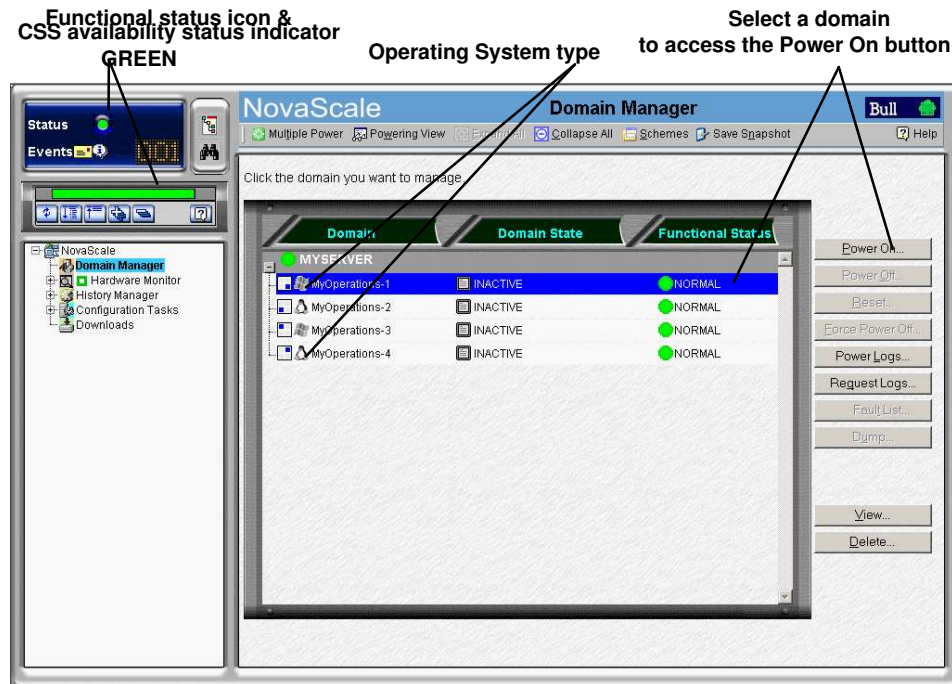 Functional status icon &
CSS availability status indicator
GREEN
Operating System type
Select a domain
to access the Power On button
Status
Events
NovaScale
Domain Manager
Bull
Multiple Power Powering View Expand All Collapse All Schemes Save Snapshot Help
Click the domain you want to manage.
Domain Domain State Functional Status
MYSERVER
MyOperations-1 INACTIVE NORMAL
MyOperations-2 INACTIVE NORMAL
MyOperations-3 INACTIVE NORMAL
MyOperations-4 INACTIVE NORMAL
NovaScale
Domain Manager
Hardware Monitor
History Manager
Configuration Tasks
Downloads
Power On...
Power Off...
Reset...
Force Power Off...
Power Logs...
Request Logs...
Fault List...
Dump...
View...
Delete...